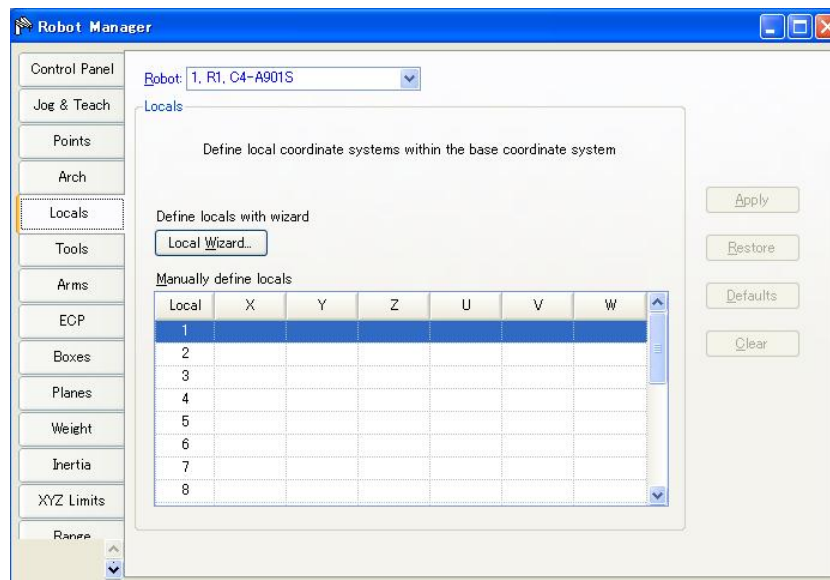 Robot Manager
Control Panel
Jog & Teach
Points
Arch
Locals
Tools
Arms
ECP
Boxes
Planes
Weight
Inertia
XYZ Limits
Range
Robot: 1, R1, C4-A901S
Locals
Define local coordinate systems within the base coordinate system
Define locals with wizard
Local Wizard...
Manually define locals
Local X Y Z U V W
1
2
3
4
5
6
7
8
Apply
Restore
Defaults
Clear